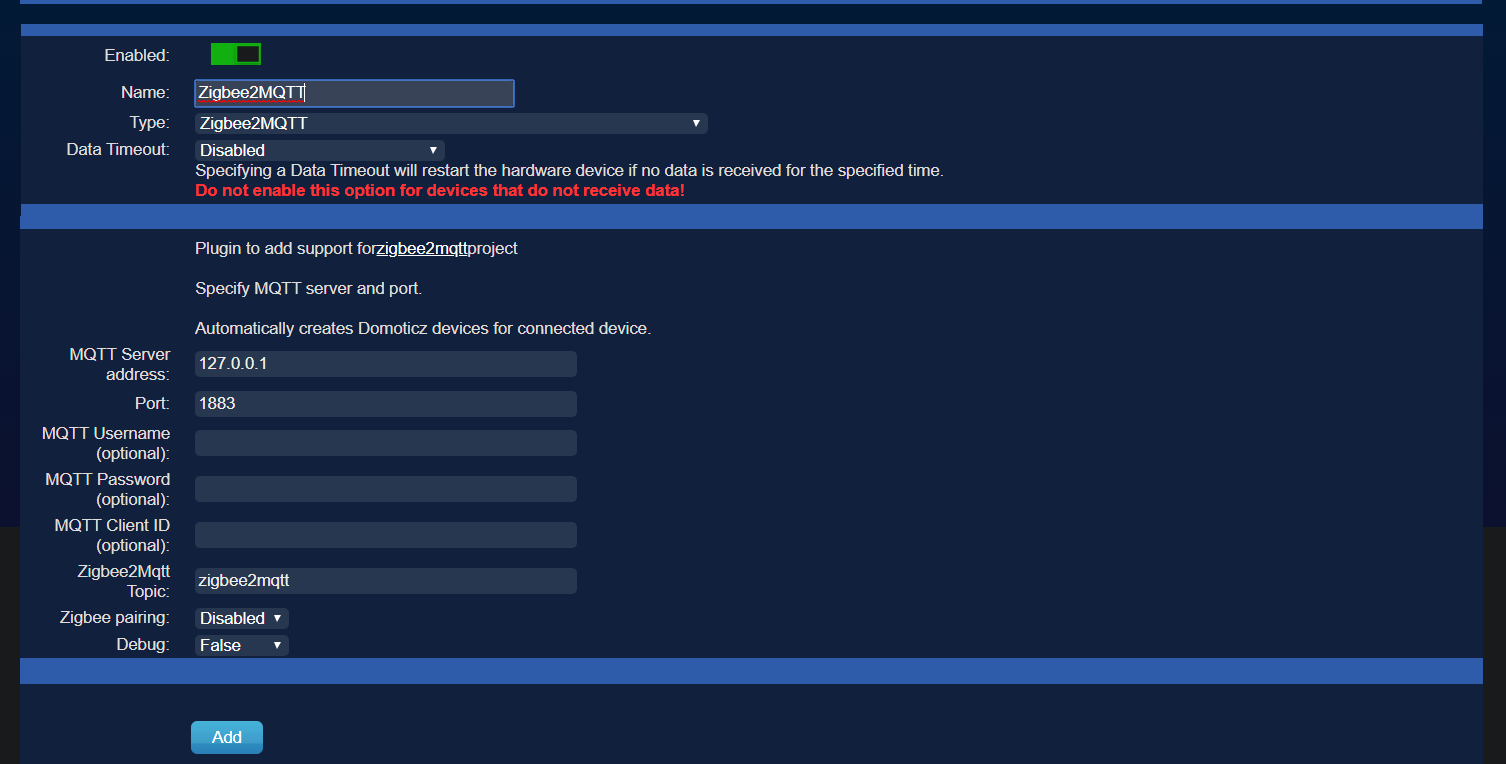 Enabled:
Name: Zigbee2MQTT
Type: Zigbee2MQTT
Data Timeout: Disabled
Specifying a Data Timeout will restart the hardware device if no data is received for the specified time.
Do not enable this option for devices that do not receive data!
Plugin to add support forzigbee2mqttproject
Specify MQTT server and port.
Automatically creates Domoticz devices for connected device.
MQTT Server
address: 127.0.0.1
Port: 1883
MQTT Username
(optional):
MQTT Password
(optional):
MQTT Client ID
(optional):
Zigbee2Mqtt
Topic: zigbee2mqtt
Zigbee pairing: Disabled
Debug: False
Add